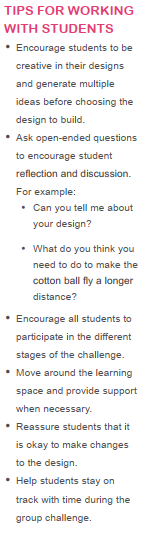 TIPS FOR WORKING
WITH STUDENTS
• Encourage students to be
creative in their designs
and generate multiple
ideas before choosing the
design to build.
• Ask open-ended questions
to encourage student
reflection and discussion.
For example:
• Can you tell me about
your design?
• What do you think you
need to do to make the
cotton ball fly a longer
distance?
• Encourage all students to
participate in the different
stages of the challenge.
• Move around the learning
space and provide support
when necessary.
• Reassure students that it
is okay to make changes
to the design.
• Help students stay on
track with time during the
group challenge.